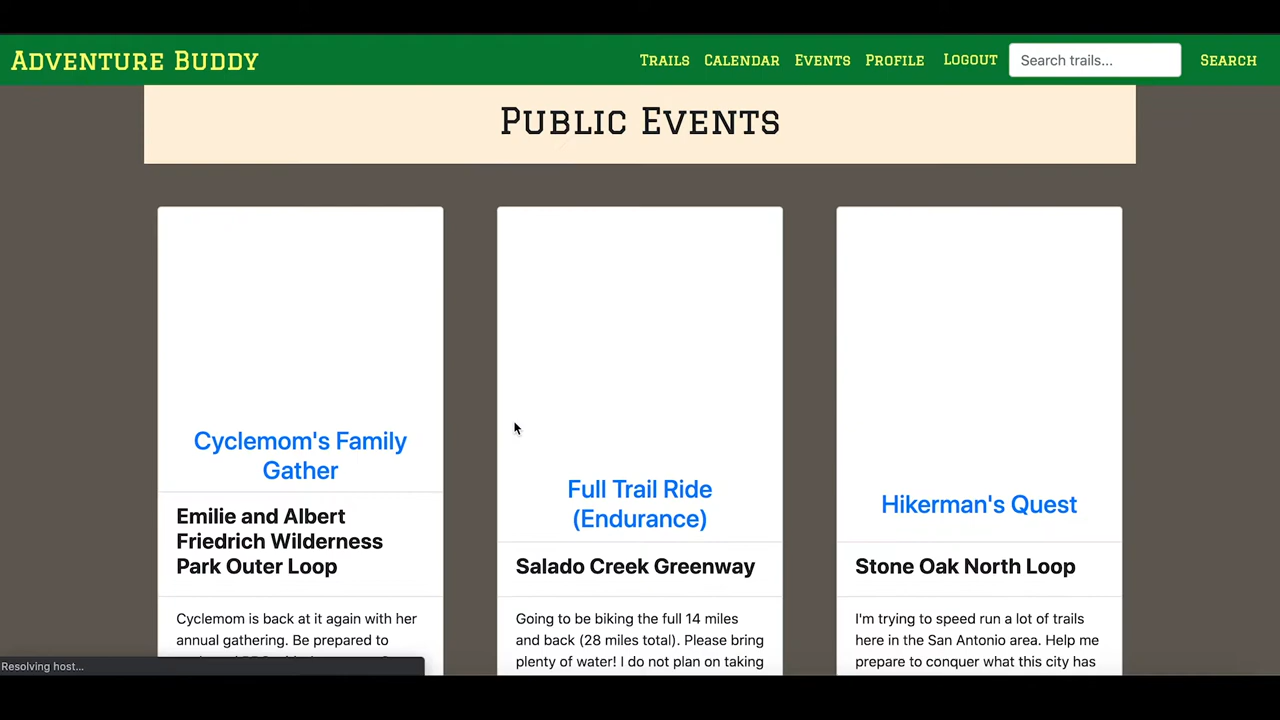 Adventure Buddy
Trails Calendar Events Profile Logout Search trails... Search
Public Events
Cyclemom's Family
Gather
Emilie and Albert
Friedrich Wilderness
Park Outer Loop
Cyclemom is back at it again with her
annual gathering. Be prepared to
Full Trail Ride
(Endurance)
Salado Creek Greenway
Going to be biking the full 14 miles
and back (28 miles total). Please bring
plenty of water! I do not plan on taking
Hikerman's Quest
Stone Oak North Loop
I'm trying to speed run a lot of trails
here in the San Antonio area. Help me
prepare to conquer what this city has
Resolving host...